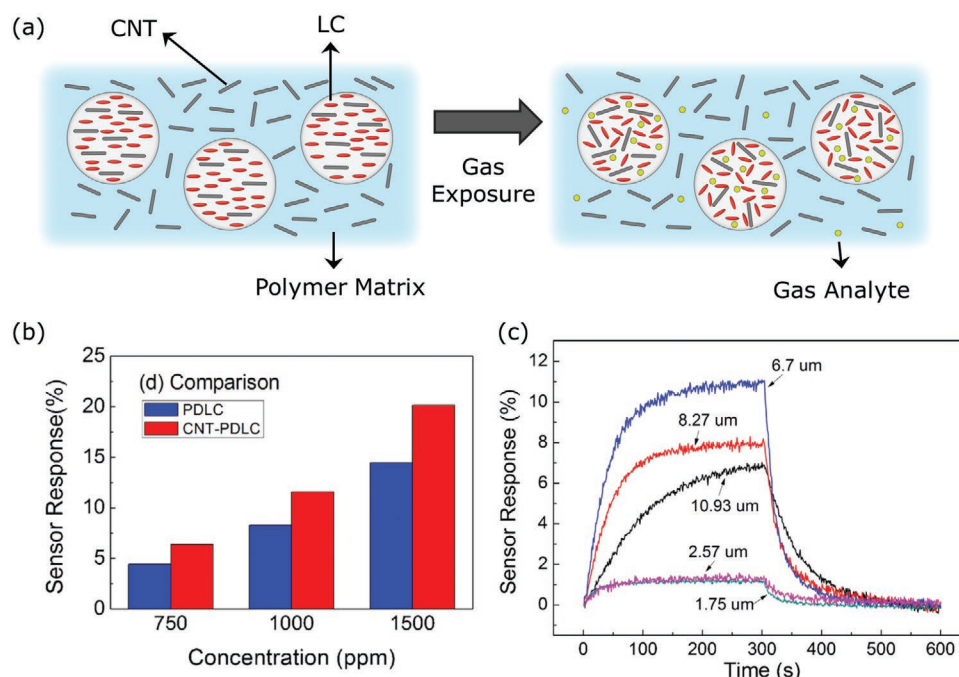 (a)
CNT
LC
Gas
Exposure
Polymer Matrix
Gas Analyte
(b)
Sensor Response(%)
25
20
15
10
5
0
(d) Comparison
PDLC
CNT-PDLC
750
1000
1500
Concentration (ppm)
(c)
Sensor Response (%)
12
10
8
6
4
2
0
6.7 um
8.27 um
10.93 um
2.57 um
1.75 um
0
100
200
300
400
500
600
Time (s)